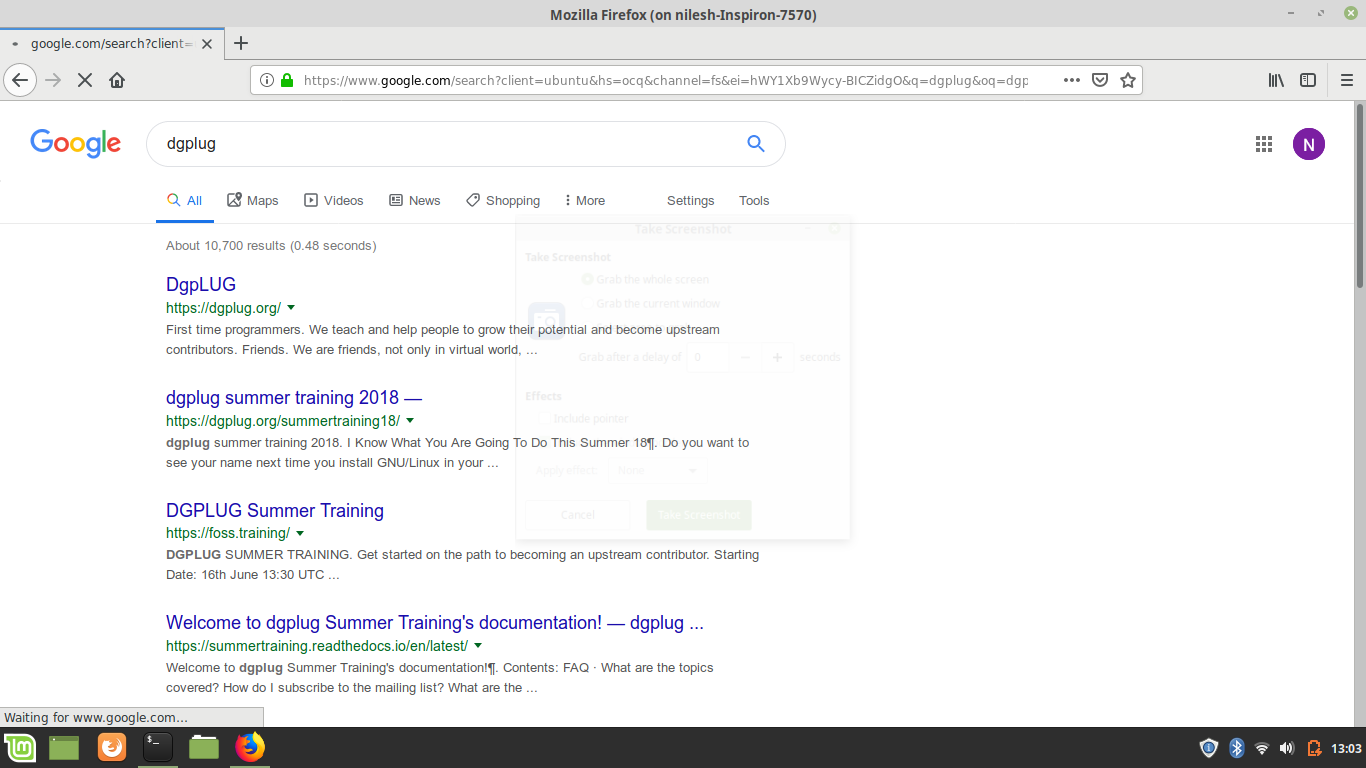 Mozilla Firefox (on nilesh-Inspiron-7570)
google.com/search?client=
https://www.google.com/search?client=ubuntu&hs=ocq&channel=fs&ei=hWY1Xb9Wycy-BICZidgO&q=dgplug&oq=dgp
Google dgplug N
All Maps Videos News Shopping More Settings Tools
About 10,700 results (0.48 seconds)
Take Screenshot
Take Screenshot
Grab the whole screen
Grab the current window
Grab after a delay of 0 seconds
Effects
Include pointer
Apply effect: None
Cancel Take Screenshot
DgpLUG
https://dgplug.org/
First time programmers. We teach and help people to grow their potential and become upstream
contributors. Friends. We are friends, not only in virtual world, ...
dgplug summer training 2018 —
https://dgplug.org/summertraining18/
dgplug summer training 2018. I Know What You Are Going To Do This Summer 18¶. Do you want to
see your name next time you install GNU/Linux in your ...
DGPLUG Summer Training
https://foss.training/
DGPLUG SUMMER TRAINING. Get started on the path to becoming an upstream contributor. Starting
Date: 16th June 13:30 UTC ...
Welcome to dgplug Summer Training's documentation! — dgplug ...
https://summertraining.readthedocs.io/en/latest/
Welcome to dgplug Summer Training's documentation!¶. Contents: FAQ · What are the topics
covered? How do I subscribe to the mailing list? What are the ...
Waiting for www.google.com...
13:03